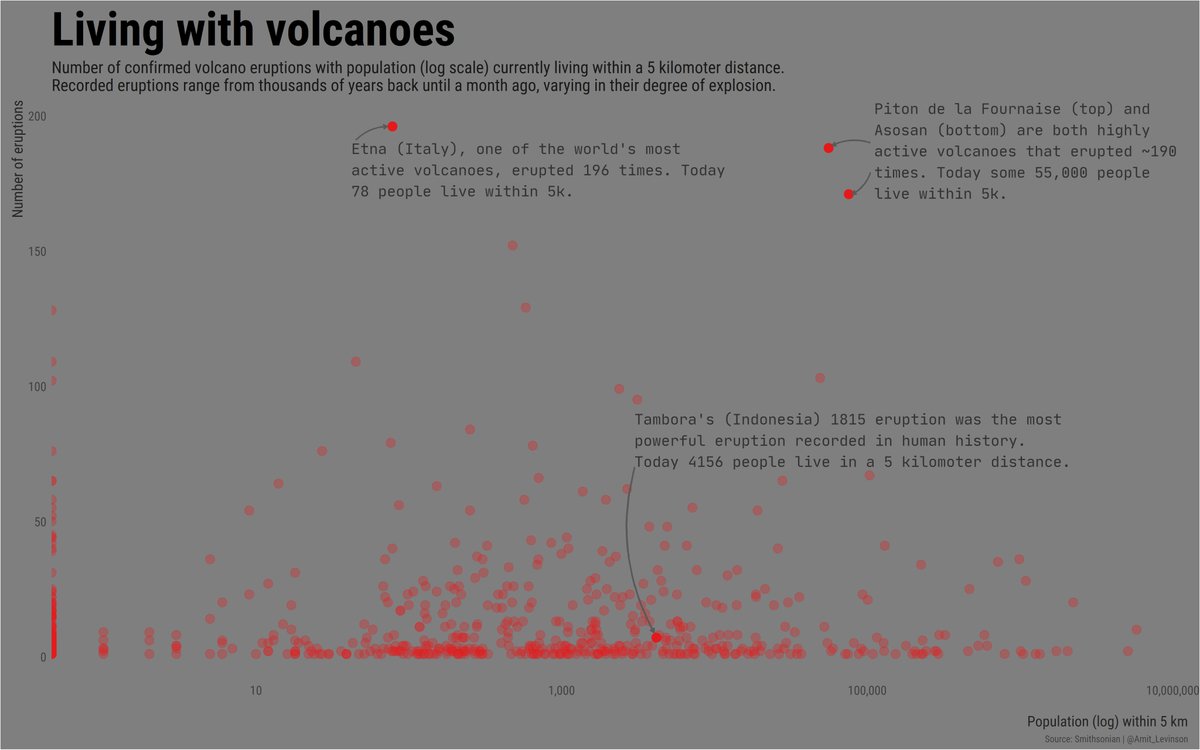 Living with volcanoes
Number of confirmed volcano eruptions with population (log scale) currently living within a 5 kilomoter distance.
Recorded eruptions range from thousands of years back until a month ago, varying in their degree of explosion.
Number of eruptions
200
150
100
50
0
Etna (Italy), one of the world's most
active volcanoes, erupted 196 times. Today
78 people live within 5k.
Piton de la Fournaise (top) and
Asosan (bottom) are both highly
active volcanoes that erupted ~190
times. Today some 55,000 people
live within 5k.
Tambora's (Indonesia) 1815 eruption was the most
powerful eruption recorded in human history.
Today 4156 people live in a 5 kilomoter distance.
10
1,000
100,000
10,000,000
Population (log) within 5 km
Source: Smithsonian | @Amit_Levinson